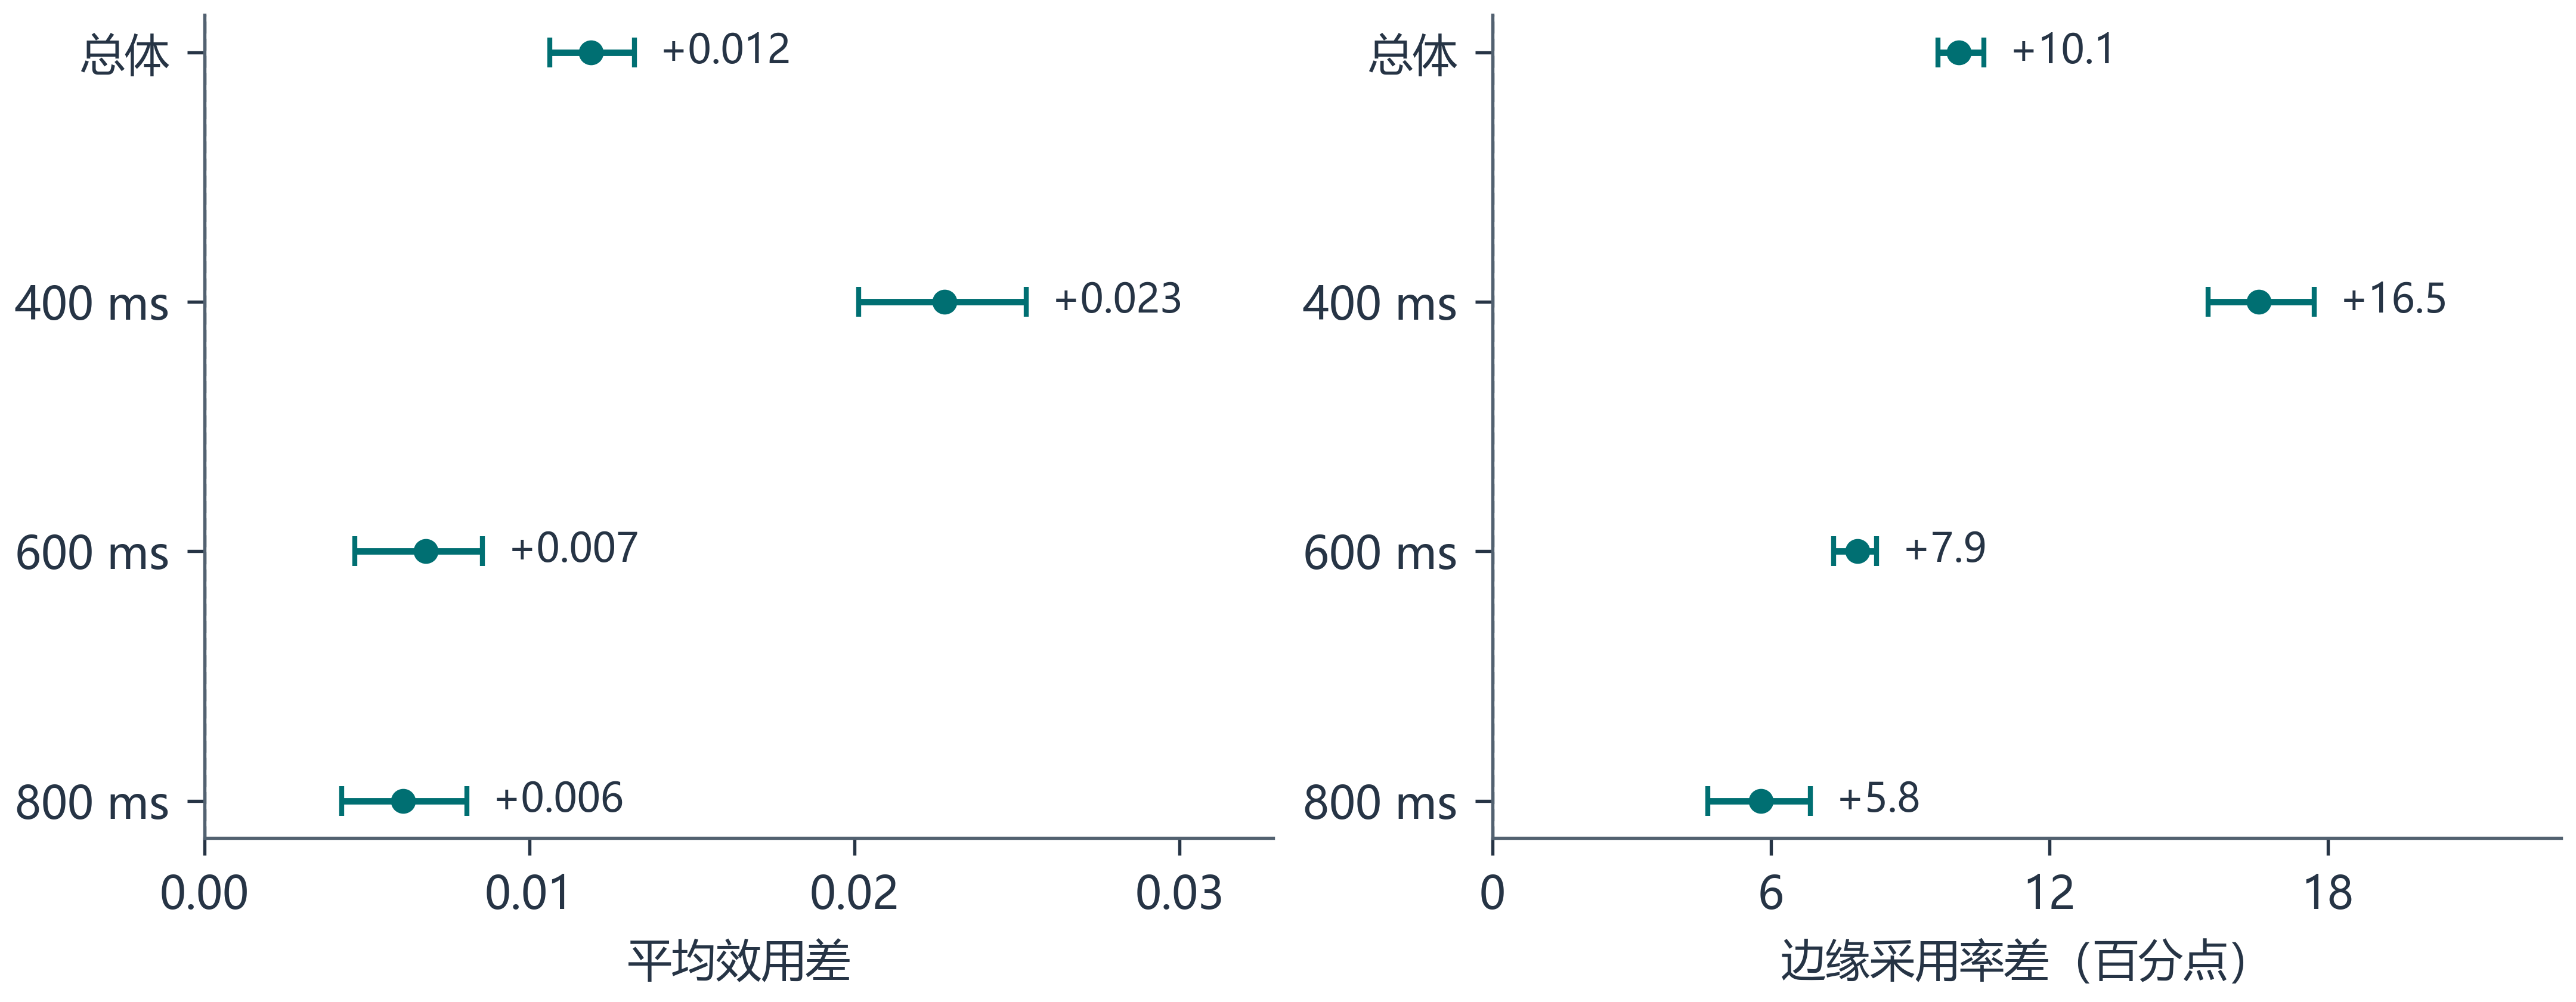 总体
+0.012
400 ms
+0.023
600 ms
+0.007
800 ms
+0.006
0.00 0.01 0.02 0.03
平均效用差
总体
+10.1
400 ms
+16.5
600 ms
+7.9
800 ms
+5.8
0 6 12 18
边缘采用率差（百分点）